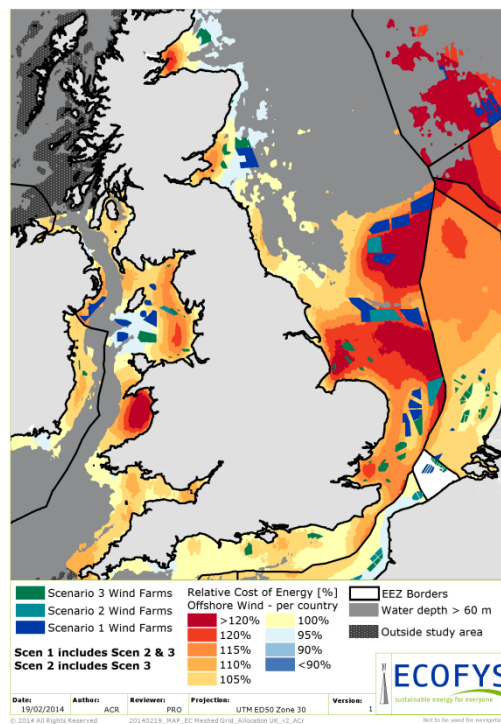 Scenario 3 Wind Farms
Scenario 2 Wind Farms
Scenario 1 Wind Farms
Scen 1 includes Scen 2 & 3
Scen 2 includes Scen 3
Relative Cost of Energy [%]
Offshore Wind - per country
>120%
120%
115%
110%
105%
100%
95%
90%
<90%
EEZ Borders
Water depth > 60 m
Outside study area
ECOFYS
sustainable energy for everyone
Date: Author: Reviewer: Projection: Version:
19/02/2014 ACR PRO UTM ED50 Zone 30 1
© 2014 All Rights Reserved 20140219_MAP_EC Meshed Grid_Allocation UK_v2_ACr Not to be used for navigation